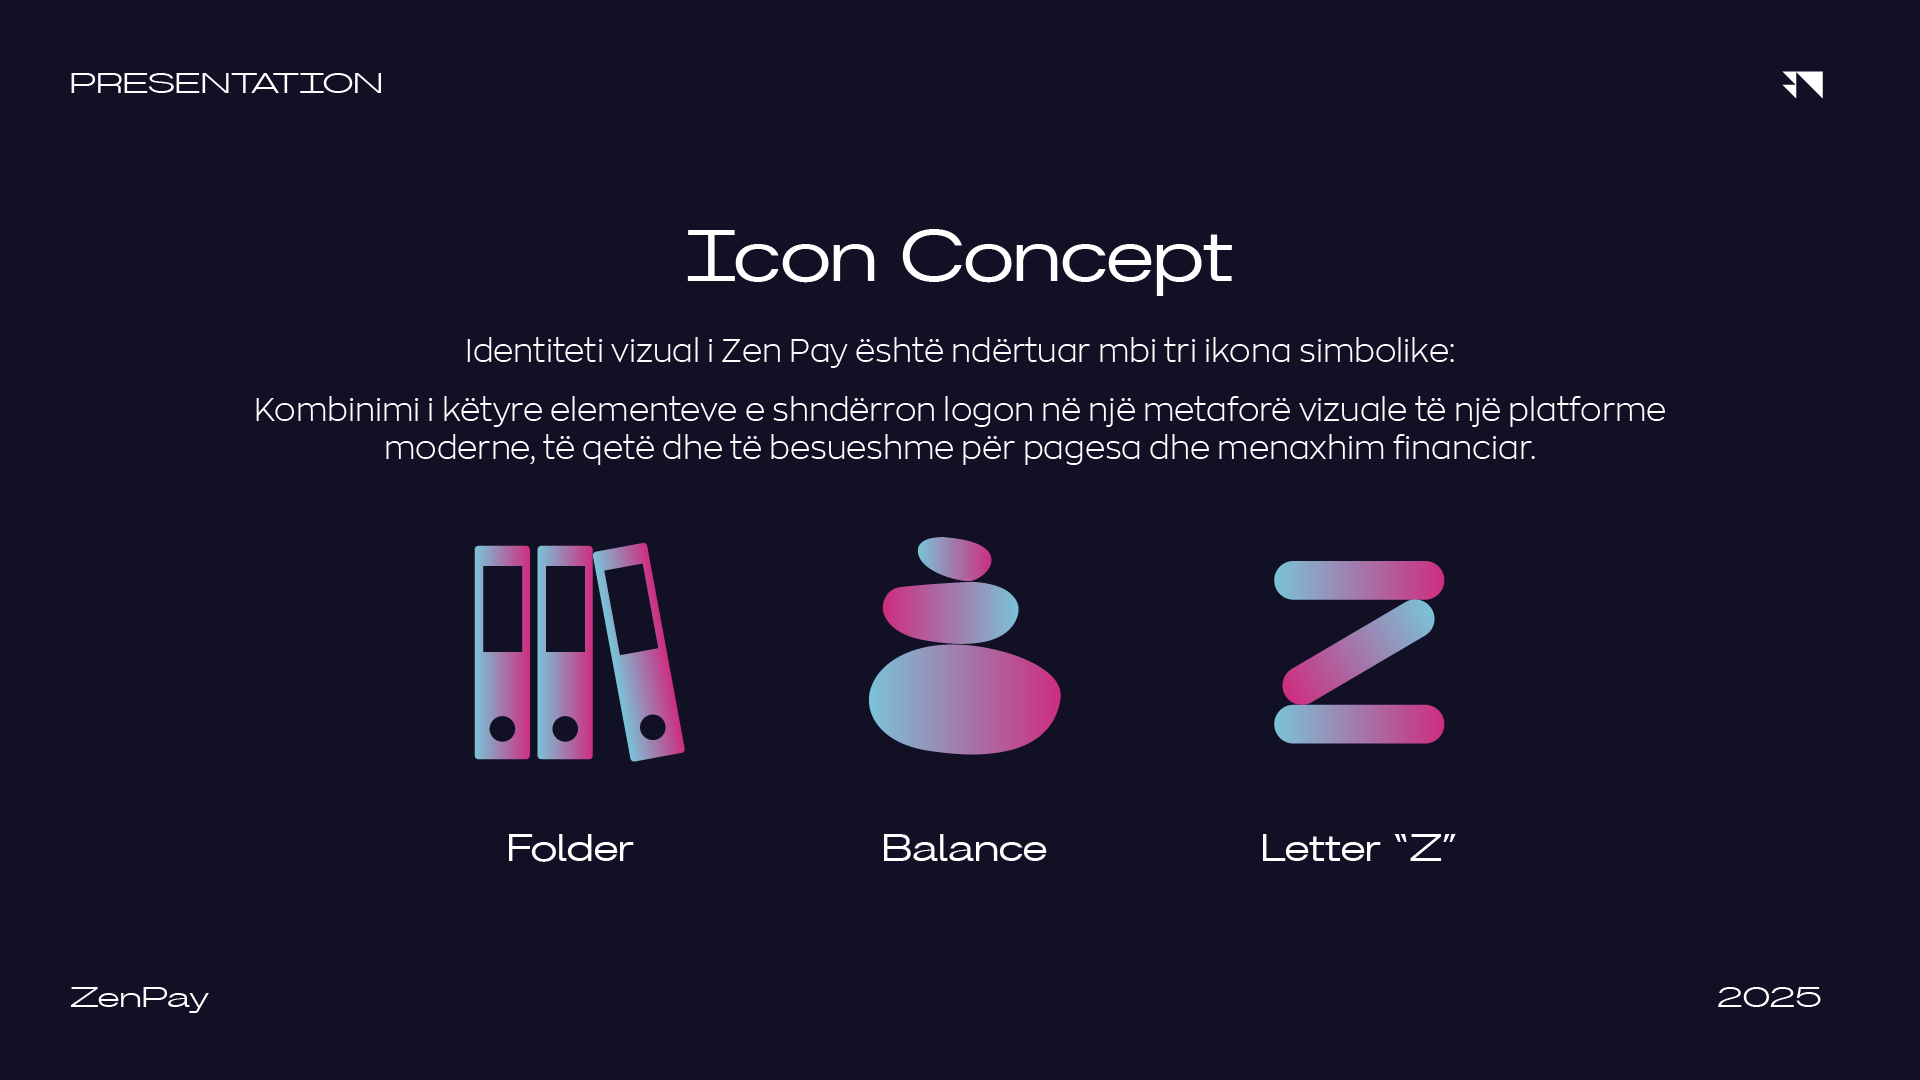 PRESENTATION
Icon Concept
Identiteti vizual i Zen Pay është ndërtuar mbi tri ikona simbolike:
Kombinimi i këtyre elementeve e shndërron logon në një metaforë vizuale të një platforme
moderne, të qetë dhe të besueshme për pagesa dhe menaxhim financiar.
Folder
Balance
Letter “Z”
ZenPay
2025